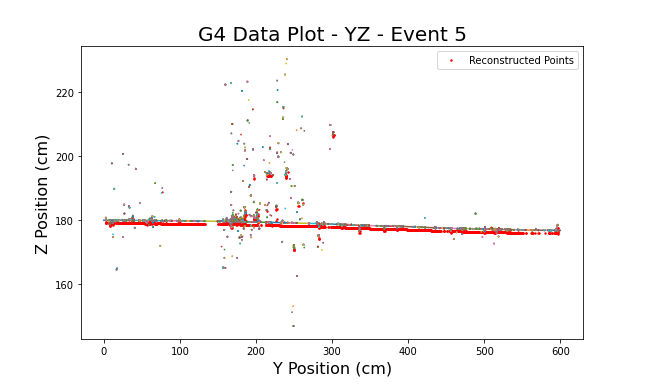 G4 Data Plot - YZ - Event 5
Reconstructed Points
Z Position (cm)
220
200
180
160
0 100 200 300 400 500 600
Y Position (cm)